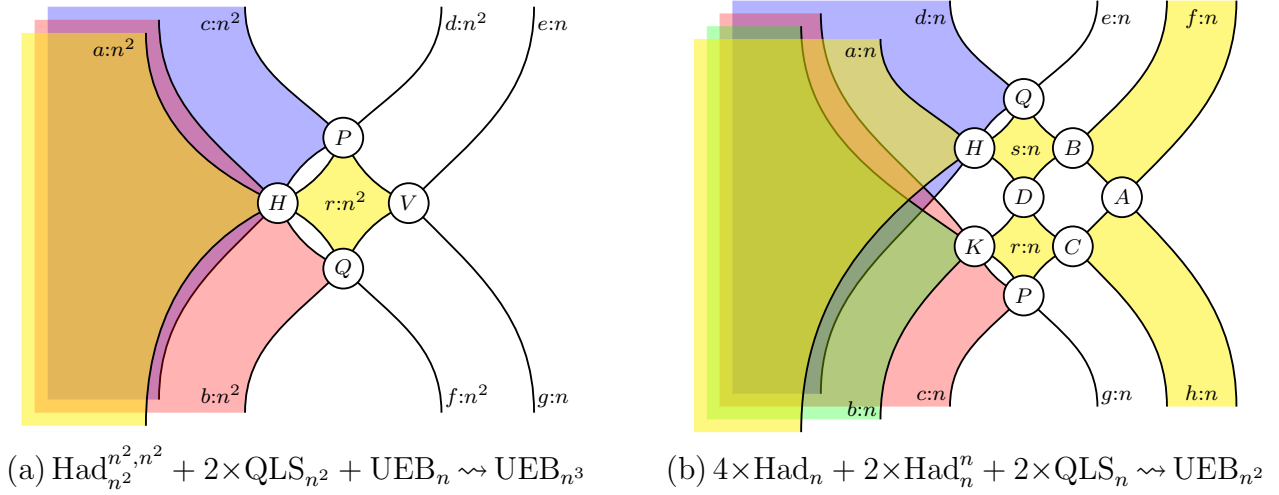 c:n² d:n² e:n
a:n²
P
H r:n² V
Q
b:n² f:n² g:n
(a) Had_{n²}^{n²,n²} + 2×QLS_{n²} + UEB_n ⇝ UEB_{n³}
d:n e:n f:n
a:n
Q
H s:n B
D A
K r:n C
P
b:n c:n g:n h:n
(b) 4×Had_n + 2×Had_n^n + 2×QLS_n ⇝ UEB_{n²}